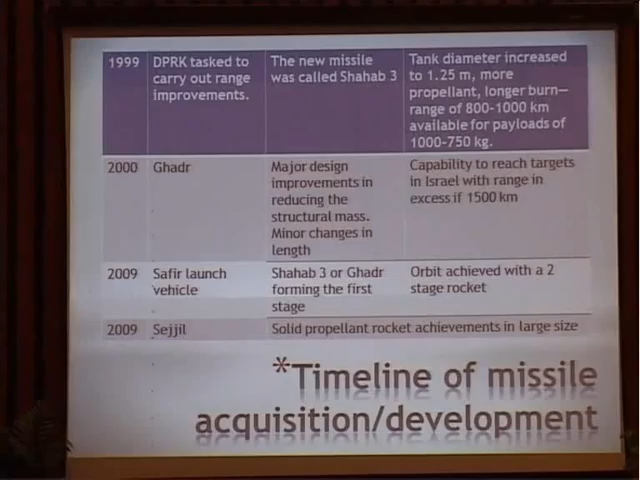 1999 DPRK tasked to carry out range improvements. The new missile was called Shahab 3 Tank diameter increased to 1.25 m, more propellant, longer burn—range of 800-1000 km available for payloads of 1000-750 kg.
2000 Ghadr Major design improvements in reducing the structural mass. Minor changes in length Capability to reach targets in Israel with range in excess if 1500 km
2009 Safir launch vehicle Shahab 3 or Ghadr forming the first stage Orbit achieved with a 2 stage rocket
2009 Sejjil Solid propellant rocket achievements in large size
*Timeline of missile
acquisition/development